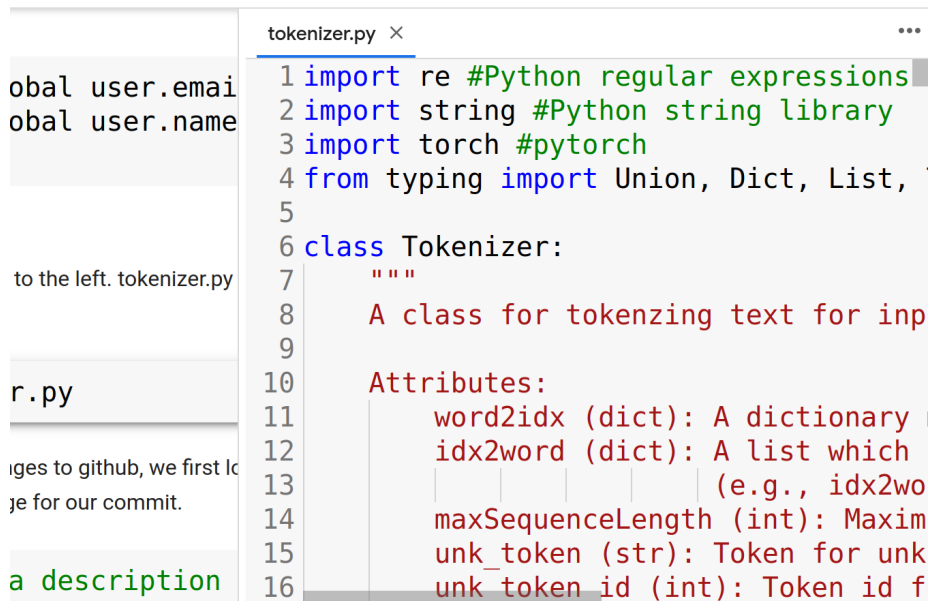 obal user.emai
obal user.name
to the left. tokenizer.py
r.py
ges to github, we first
ge for our commit.
a description
tokenizer.py
1 import re #Python regular expressions
2 import string #Python string library
3 import torch #pytorch
4 from typing import Union, Dict, List,
5
6 class Tokenizer:
7 """
8 A class for tokenzing text for inp
9
10 Attributes:
11 word2idx (dict): A dictionary
12 idx2word (dict): A list which
13 (e.g., idx2wo
14 maxSequenceLength (int): Maxim
15 unk_token (str): Token for unk
16 unk_token_id (int): Token id f